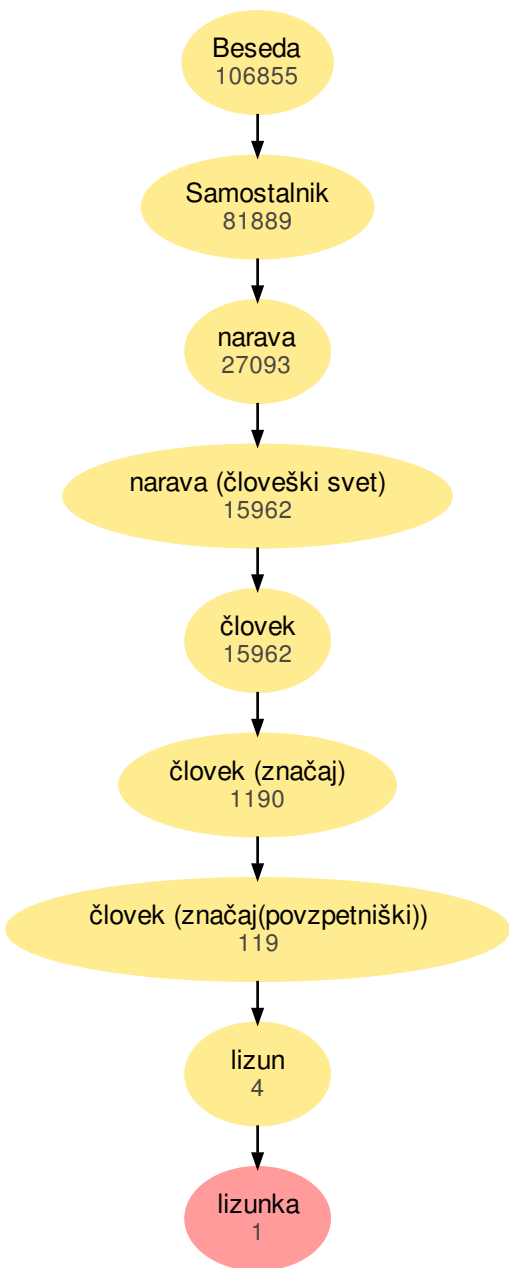 Beseda
106855
Samostalnik
81889
narava
27093
narava (človeški svet)
15962
človek
15962
človek (značaj)
1190
človek (značaj(povzpetniški))
119
lizun
4
lizunka
1